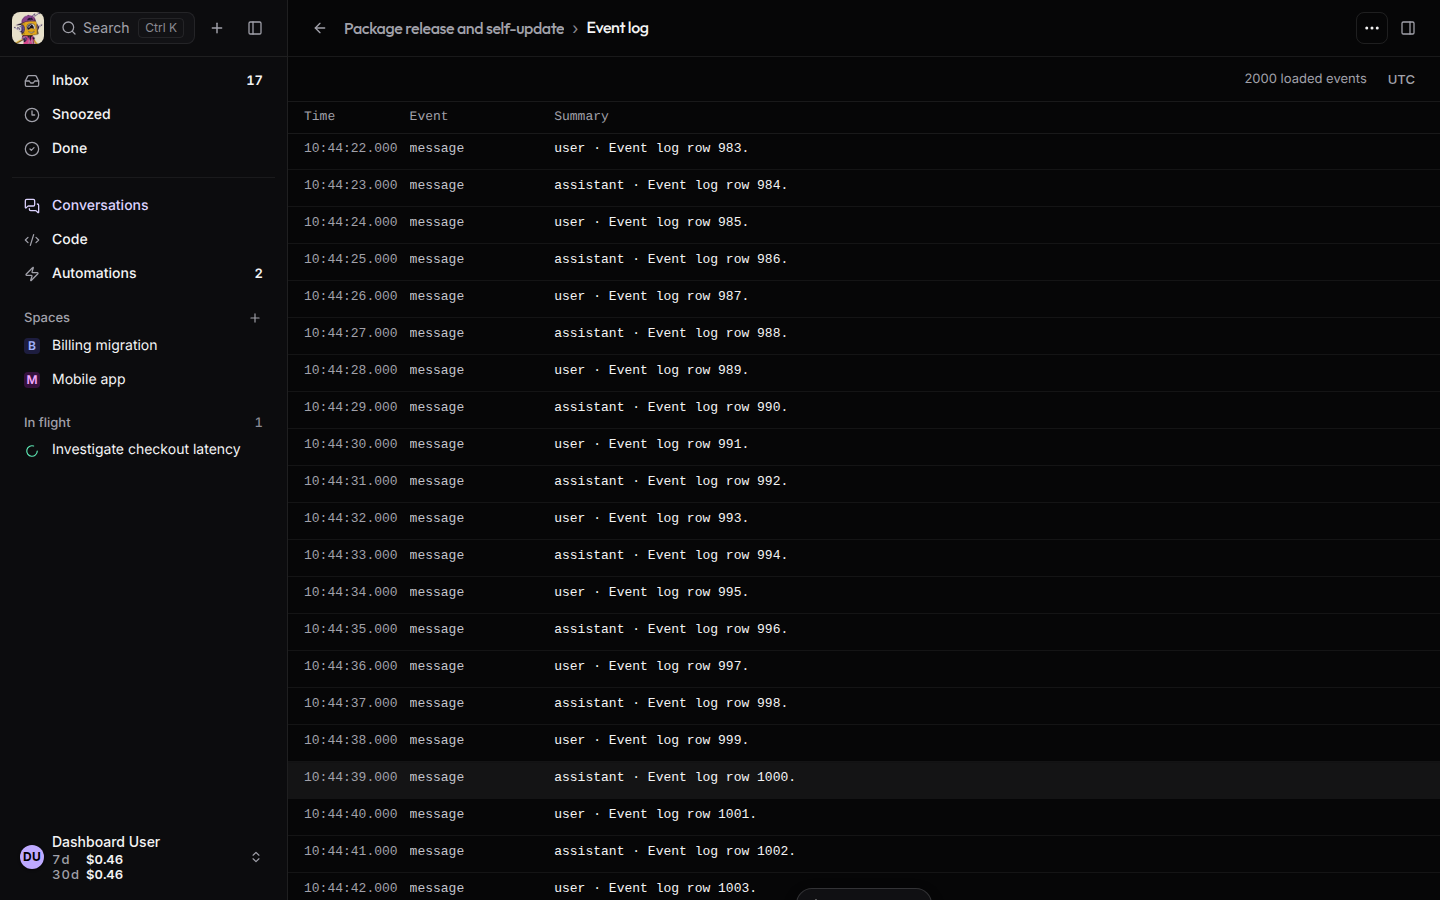 Search Ctrl K
Package release and self-update › Event log
Inbox 17
Snoozed
Done
Conversations
Code
Automations 2
Spaces
B Billing migration
M Mobile app
In flight 1
Investigate checkout latency
DU Dashboard User
7d $0.46
30d $0.46
2000 loaded events UTC
Time Event Summary
10:44:22.000 message user · Event log row 983.
10:44:23.000 message assistant · Event log row 984.
10:44:24.000 message user · Event log row 985.
10:44:25.000 message assistant · Event log row 986.
10:44:26.000 message user · Event log row 987.
10:44:27.000 message assistant · Event log row 988.
10:44:28.000 message user · Event log row 989.
10:44:29.000 message assistant · Event log row 990.
10:44:30.000 message user · Event log row 991.
10:44:31.000 message assistant · Event log row 992.
10:44:32.000 message user · Event log row 993.
10:44:33.000 message assistant · Event log row 994.
10:44:34.000 message user · Event log row 995.
10:44:35.000 message assistant · Event log row 996.
10:44:36.000 message user · Event log row 997.
10:44:37.000 message assistant · Event log row 998.
10:44:38.000 message user · Event log row 999.
10:44:39.000 message assistant · Event log row 1000.
10:44:40.000 message user · Event log row 1001.
10:44:41.000 message assistant · Event log row 1002.
10:44:42.000 message user · Event log row 1003.